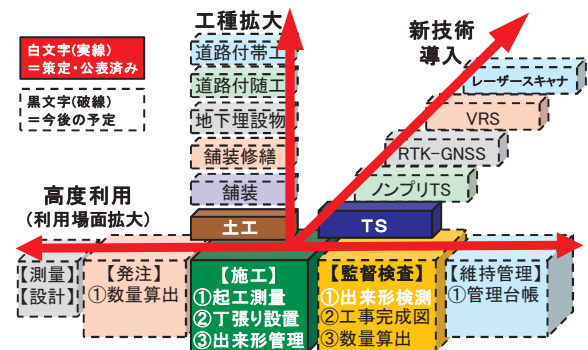 白文字(実線)
＝策定・公表済み
黒文字(破線)
＝今後の予定
工種拡大
道路付帯工
道路付随工
地下埋設物
舗装修繕
舗装
土工
新技術
導入
レーザースキャナ
VRS
RTK-GNSS
ノンプリTS
TS
高度利用
(利用場面拡大)
【測量】
【設計】
【発注】
①数量算出
【施工】
①起工測量
②丁張り設置
③出来形管理
【監督検査】
①出来形検測
②工事完成図
③数量算出
【維持管理】
①管理台帳